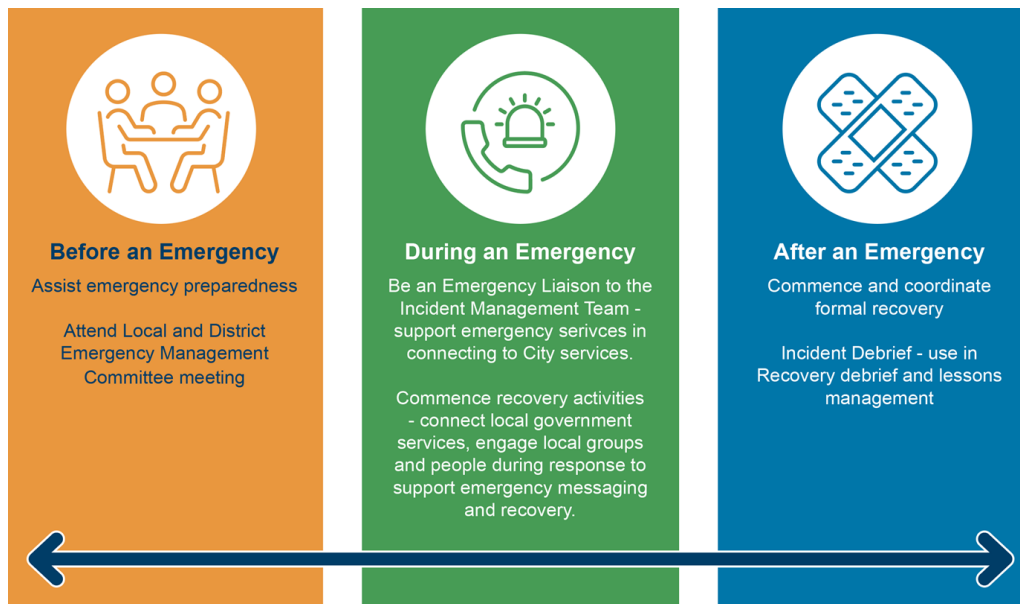 Before an Emergency
Assist emergency preparedness
Attend Local and District
Emergency Management
Committee meeting
During an Emergency
Be an Emergency Liaison to the
Incident Management Team -
support emergency serivces in
connecting to City services.
Commence recovery activities
- connect local government
services, engage local groups
and people during response to
support emergency messaging
and recovery.
After an Emergency
Commence and coordinate
formal recovery
Incident Debrief - use in
Recovery debrief and lessons
management